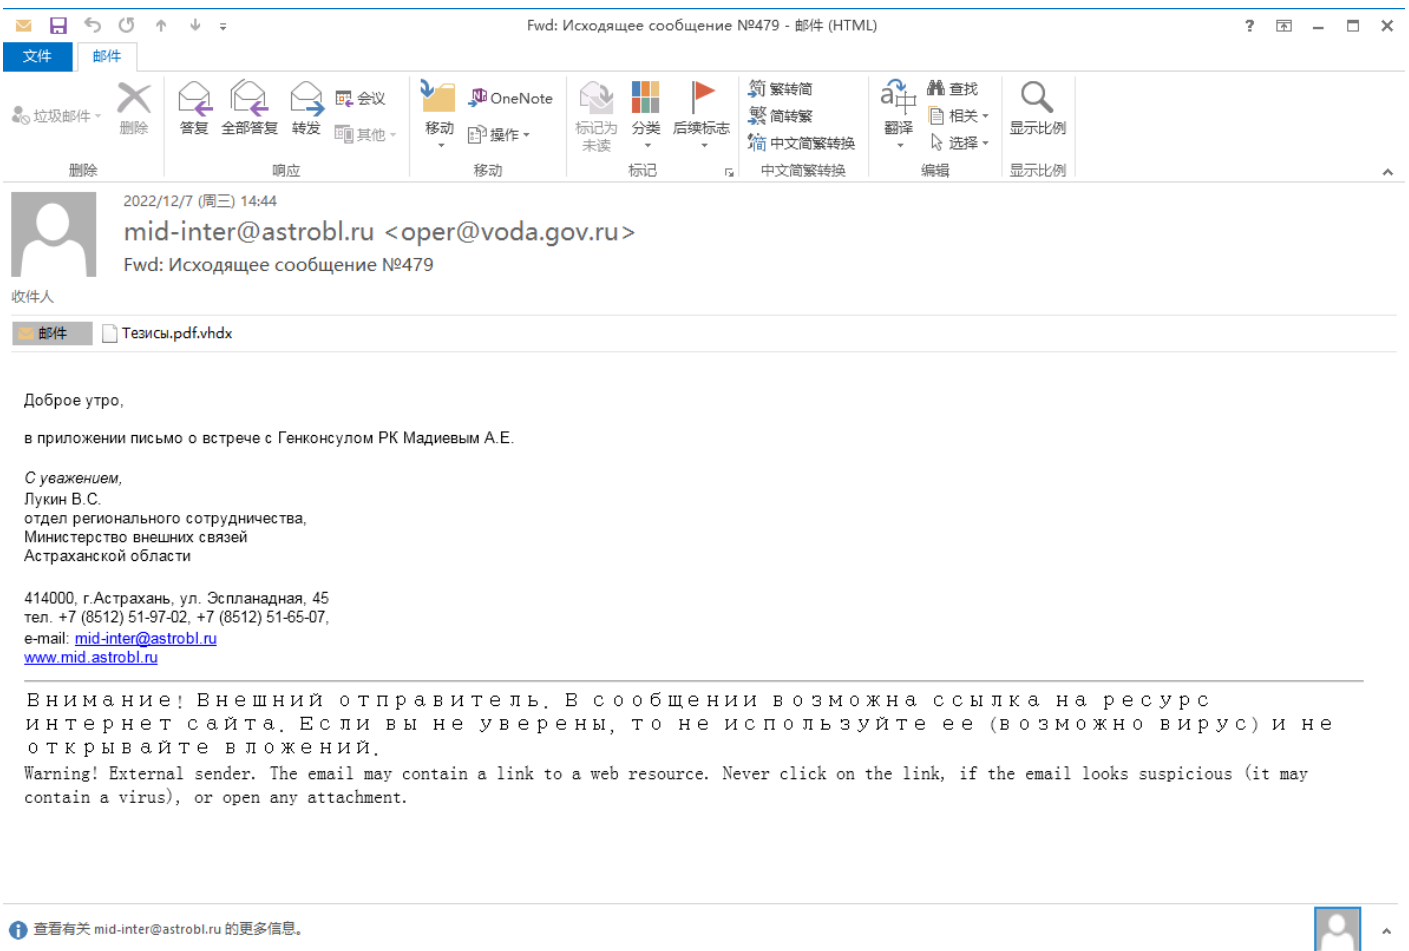 Fwd: Исходящее сообщение №479 - 邮件 (HTML)
文件 邮件
垃圾邮件
删除
答复
全部答复
转发
会议
其他
移动
OneNote
操作
标记为
未读
分类
后续标志
繁转简
简转繁
中文简繁转换
翻译
查找
相关
选择
显示比例
删除 响应 移动 标记 中文简繁转换 编辑 显示比例
2022/12/7 (周三) 14:44
mid-inter@astrobl.ru <oper@voda.gov.ru>
Fwd: Исходящее сообщение №479
收件人
邮件 Тезисы.pdf.vhdx
Доброе утро,
в приложении письмо о встрече с Генконсулом РК Мадиевым А.Е.
С уважением,
Лукин В.С.
отдел регионального сотрудничества,
Министерство внешних связей
Астраханской области
414000, г.Астрахань, ул. Эспланадная, 45
тел. +7 (8512) 51-97-02, +7 (8512) 51-65-07,
e-mail: mid-inter@astrobl.ru
www.mid.astrobl.ru
Внимание! Внешний отправитель. В сообщении возможна ссылка на ресурс
интернет сайта. Если вы не уверены, то не используйте ее (возможно вирус) и не
открывайте вложений.
Warning! External sender. The email may contain a link to a web resource. Never click on the link, if the email looks suspicious (it may
contain a virus), or open any attachment.
查看有关 mid-inter@astrobl.ru 的更多信息。